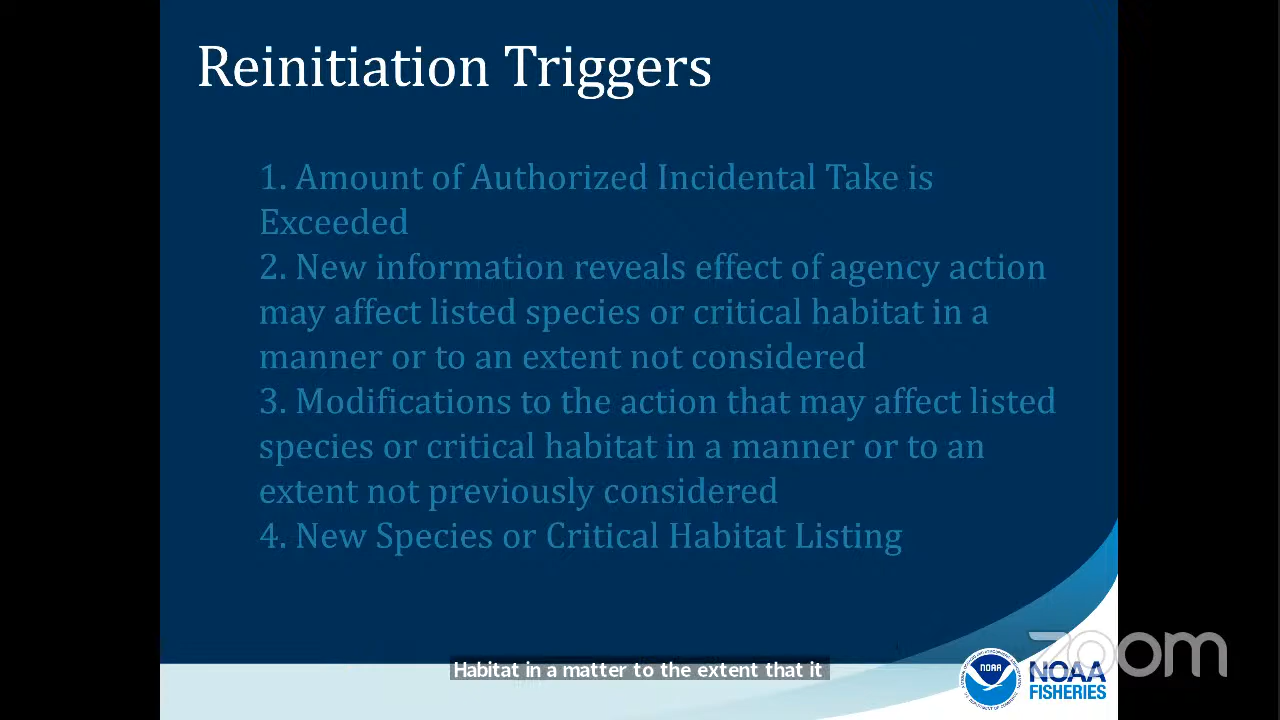 Reinitiation Triggers
1. Amount of Authorized Incidental Take is
Exceeded
2. New information reveals effect of agency action
may affect listed species or critical habitat in a
manner or to an extent not considered
3. Modifications to the action that may affect listed
species or critical habitat in a manner or to an
extent not previously considered
4. New Species or Critical Habitat Listing
Habitat in a matter to the extent that it
zoom
NOAA
NOAA
FISHERIES